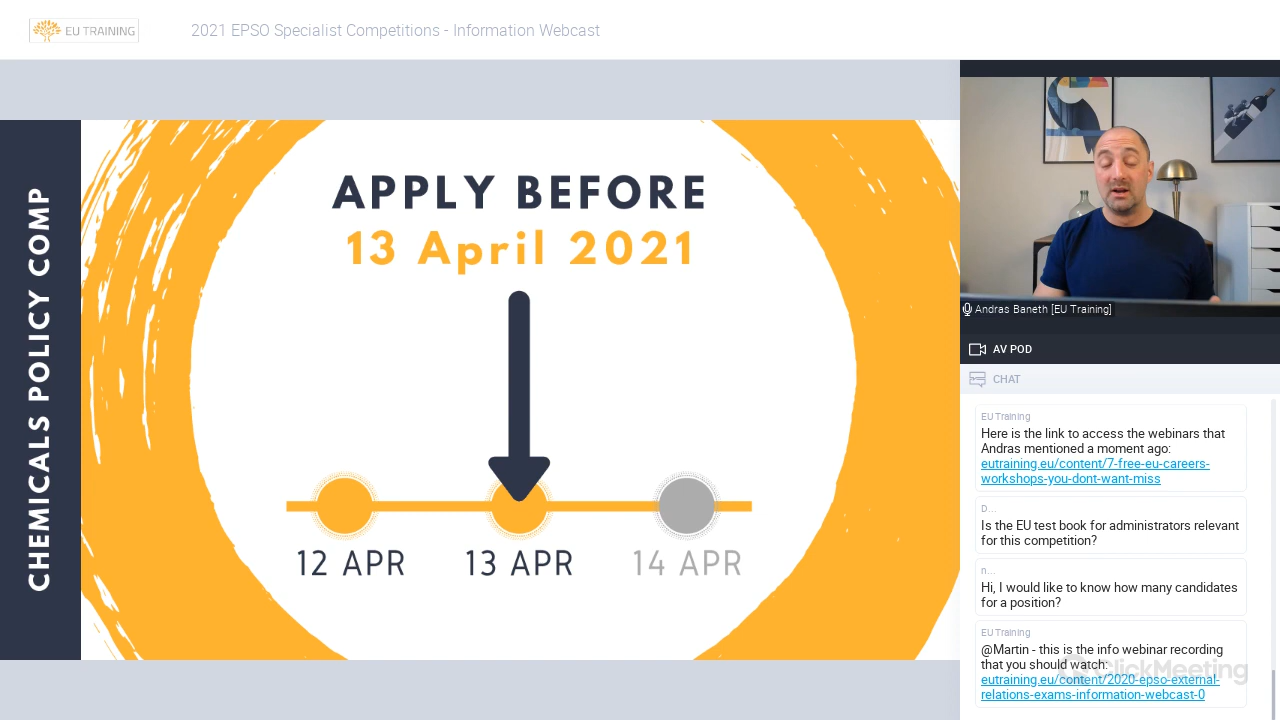 EU TRAINING
2021 EPSO Specialist Competitions - Information Webcast
CHEMICALS POLICY COMP
APPLY BEFORE
13 April 2021
12 APR
13 APR
14 APR
Andras Baneth [EU Training]
AV POD
CHAT
EU Training
Here is the link to access the webinars that
Andras mentioned a moment ago:
eutraining.eu/content/7-free-eu-careers-
workshops-you-dont-want-miss
D...
Is the EU test book for administrators relevant
for this competition?
n...
Hi, I would like to know how many candidates
for a position?
EU Training
@Martin - this is the info webinar recording
that you should watch:
eutraining.eu/content/2020-epso-external-
relations-exams-information-webcast-0
ClickMeeting